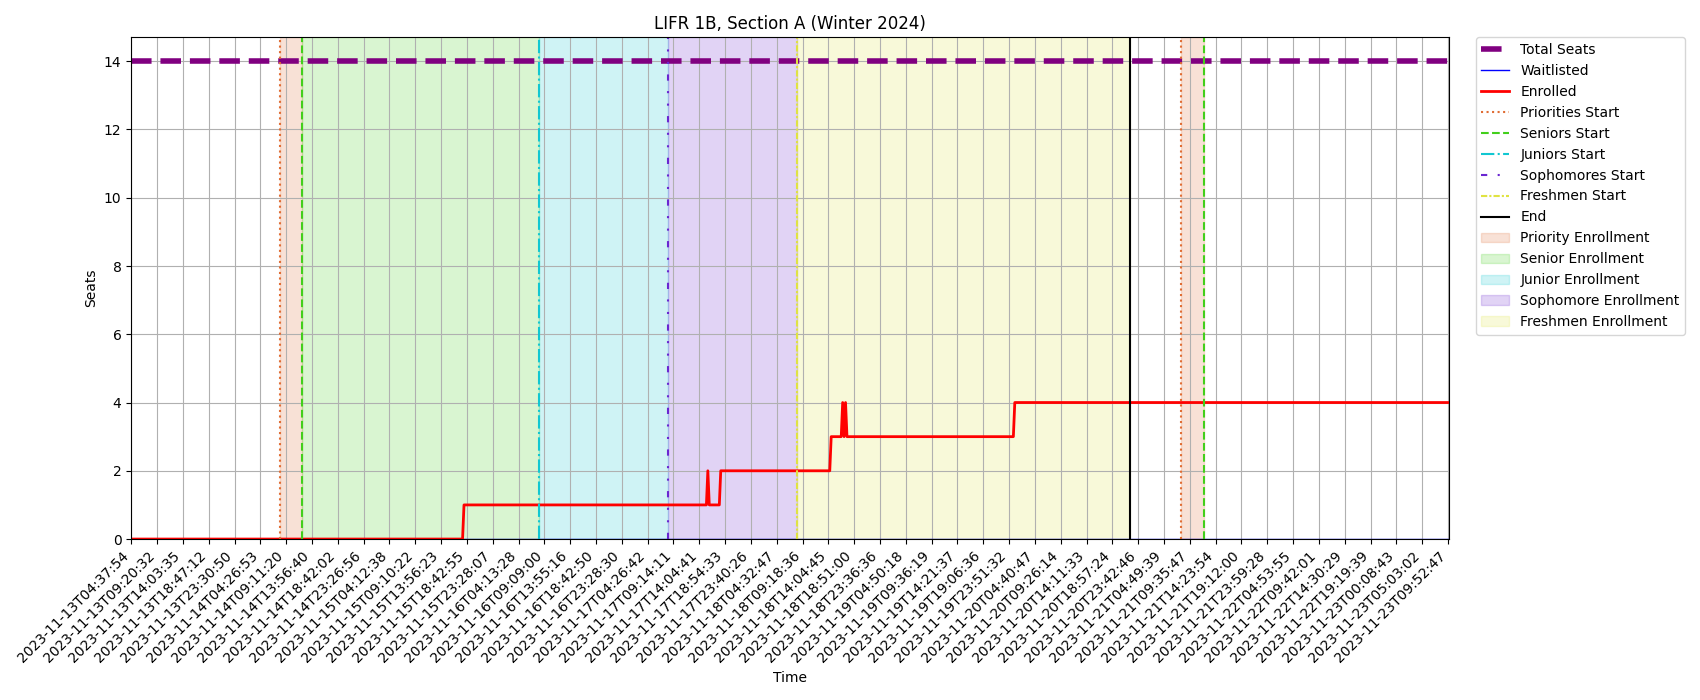 LIFR 1B, Section A (Winter 2024)
Seats
14
12
10
8
6
4
2
0
2023-11-13T04:37:54
2023-11-13T09:20:32
2023-11-13T14:03:35
2023-11-13T18:47:12
2023-11-13T23:30:50
2023-11-14T04:26:53
2023-11-14T09:11:20
2023-11-14T13:56:40
2023-11-14T18:42:02
2023-11-14T23:26:56
2023-11-15T04:12:38
2023-11-15T09:10:22
2023-11-15T13:56:23
2023-11-15T18:42:55
2023-11-15T23:28:07
2023-11-16T04:13:28
2023-11-16T09:09:00
2023-11-16T13:55:16
2023-11-16T18:42:50
2023-11-16T23:28:30
2023-11-17T04:26:42
2023-11-17T09:14:11
2023-11-17T14:04:41
2023-11-17T18:54:33
2023-11-17T23:40:26
2023-11-18T04:32:47
2023-11-18T09:18:36
2023-11-18T14:04:45
2023-11-18T18:51:00
2023-11-18T23:36:36
2023-11-19T04:50:18
2023-11-19T09:36:19
2023-11-19T14:21:37
2023-11-19T19:06:36
2023-11-19T23:51:32
2023-11-20T04:40:47
2023-11-20T09:26:14
2023-11-20T14:11:33
2023-11-20T18:57:24
2023-11-20T23:42:46
2023-11-21T04:49:39
2023-11-21T09:35:47
2023-11-21T14:23:54
2023-11-21T19:12:00
2023-11-21T23:59:28
2023-11-22T04:53:55
2023-11-22T09:42:01
2023-11-22T14:30:29
2023-11-22T19:19:39
2023-11-23T00:08:43
2023-11-23T05:03:02
2023-11-23T09:52:47
Time
Total Seats
Waitlisted
Enrolled
Priorities Start
Seniors Start
Juniors Start
Sophomores Start
Freshmen Start
End
Priority Enrollment
Senior Enrollment
Junior Enrollment
Sophomore Enrollment
Freshmen Enrollment